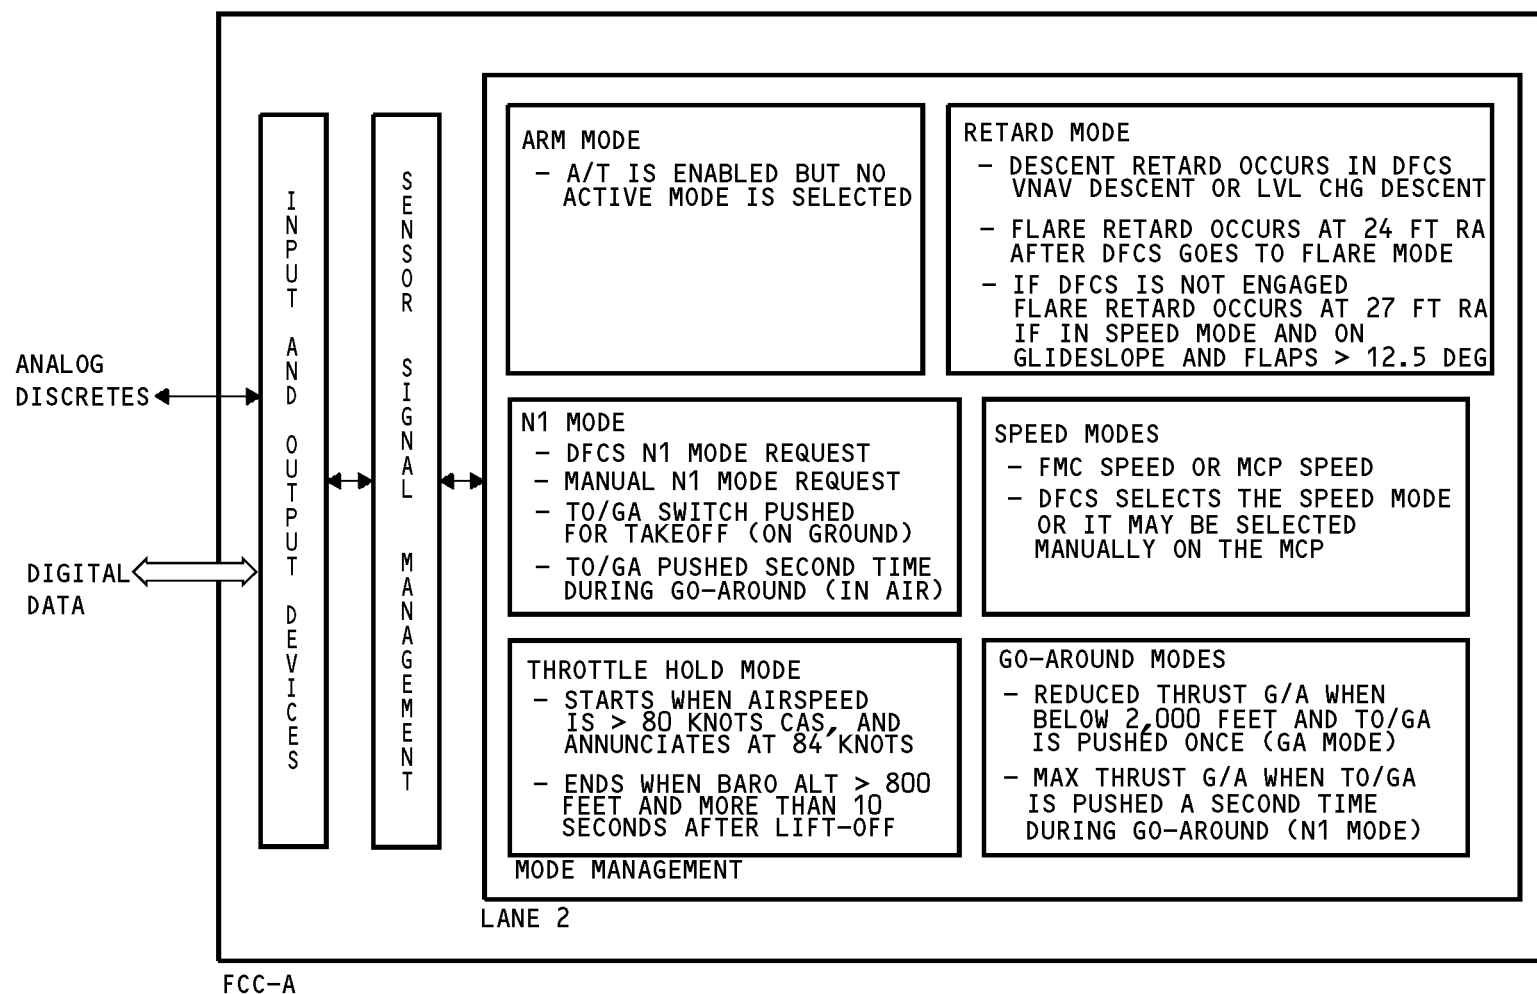 ANALOG
DISCRETES
DIGITAL
DATA
INPUT AND OUTPUT DEVICES
SENSOR SIGNAL MANAGEMENT
ARM MODE
– A/T IS ENABLED BUT NO
ACTIVE MODE IS SELECTED
RETARD MODE
– DESCENT RETARD OCCURS IN DFCS
VNAV DESCENT OR LVL CHG DESCENT
– FLARE RETARD OCCURS AT 24 FT RA
AFTER DFCS GOES TO FLARE MODE
– IF DFCS IS NOT ENGAGED
FLARE RETARD OCCURS AT 27 FT RA
IF IN SPEED MODE AND ON
GLIDESLOPE AND FLAPS > 12.5 DEG
N1 MODE
– DFCS N1 MODE REQUEST
– MANUAL N1 MODE REQUEST
– TO/GA SWITCH PUSHED
FOR TAKEOFF (ON GROUND)
– TO/GA PUSHED SECOND TIME
DURING GO–AROUND (IN AIR)
SPEED MODES
– FMC SPEED OR MCP SPEED
– DFCS SELECTS THE SPEED MODE
OR IT MAY BE SELECTED
MANUALLY ON THE MCP
THROTTLE HOLD MODE
– STARTS WHEN AIRSPEED
IS > 80 KNOTS CAS, AND
ANNUNCIATES AT 84 KNOTS
– ENDS WHEN BARO ALT > 800
FEET AND MORE THAN 10
SECONDS AFTER LIFT–OFF
GO–AROUND MODES
– REDUCED THRUST G/A WHEN
BELOW 2,000 FEET AND TO/GA
IS PUSHED ONCE (GA MODE)
– MAX THRUST G/A WHEN TO/GA
IS PUSHED A SECOND TIME
DURING GO–AROUND (N1 MODE)
MODE MANAGEMENT
LANE 2
FCC–A